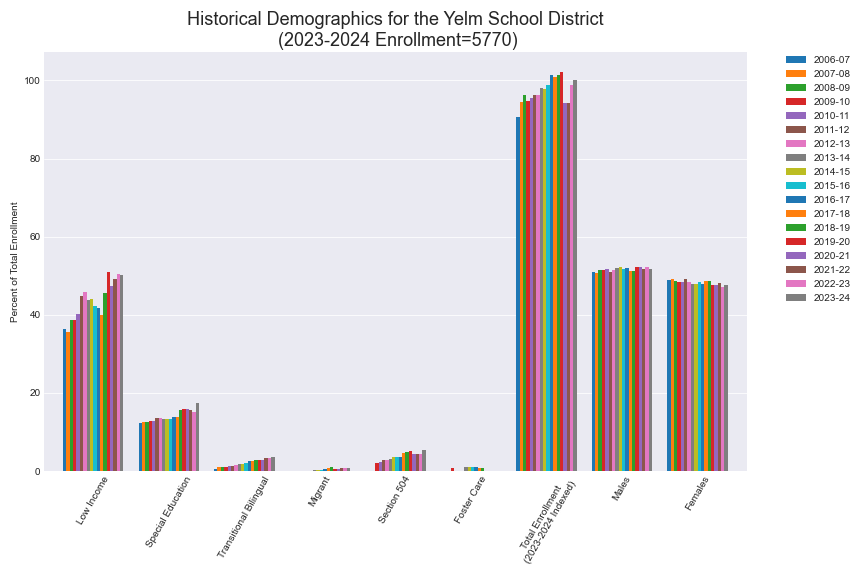 Historical Demographics for the Yelm School District
(2023-2024 Enrollment=5770)
Percent of Total Enrollment
100
80
60
40
20
0
Low Income
Special Education
Transitional Bilingual
Migrant
Section 504
Foster Care
Total Enrollment
(2023-2024 Indexed)
Males
Females
2006-07
2007-08
2008-09
2009-10
2010-11
2011-12
2012-13
2013-14
2014-15
2015-16
2016-17
2017-18
2018-19
2019-20
2020-21
2021-22
2022-23
2023-24